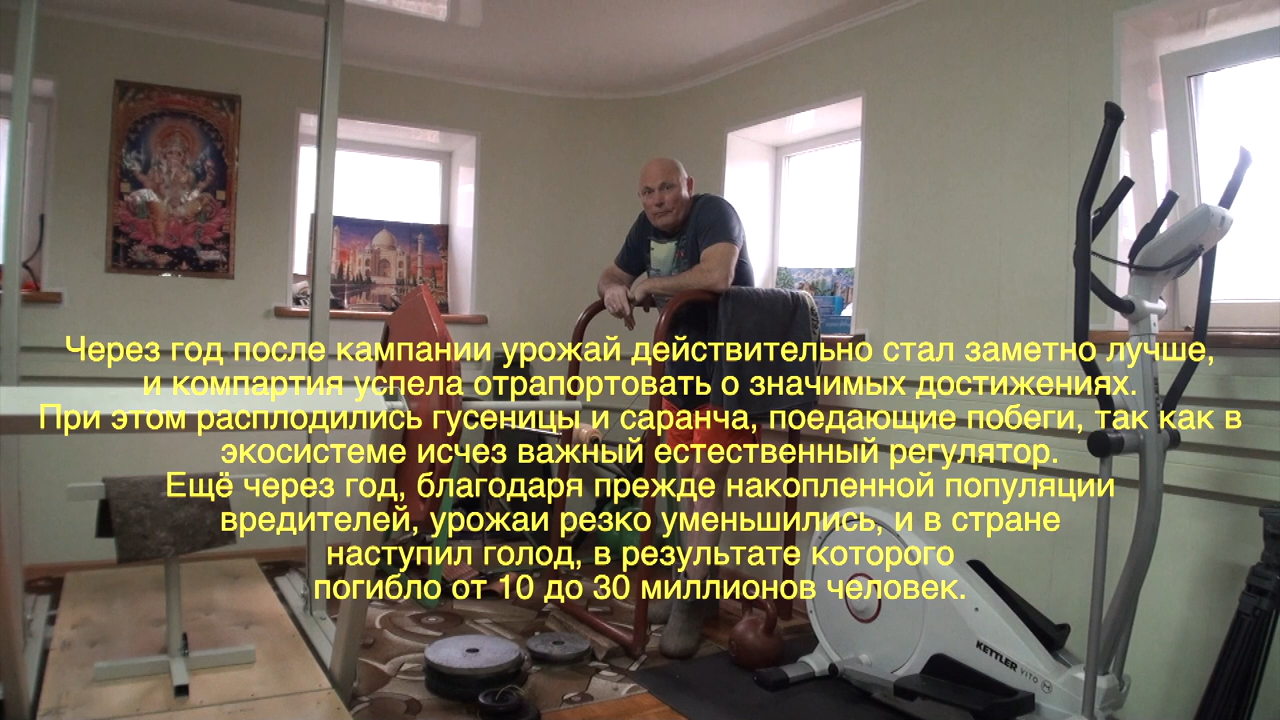 Через год после кампании урожай действительно стал заметно лучше,
и компартия успела отрапортовать о значимых достижениях.
При этом расплодились гусеницы и саранча, поедающие побеги, так как в
экосистеме исчез важный естественный регулятор.
Ещё через год, благодаря прежде накопленной популяции
вредителей, урожаи резко уменьшились, и в стране
наступил голод, в результате которого
погибло от 10 до 30 миллионов человек.
KETTLER VITO M